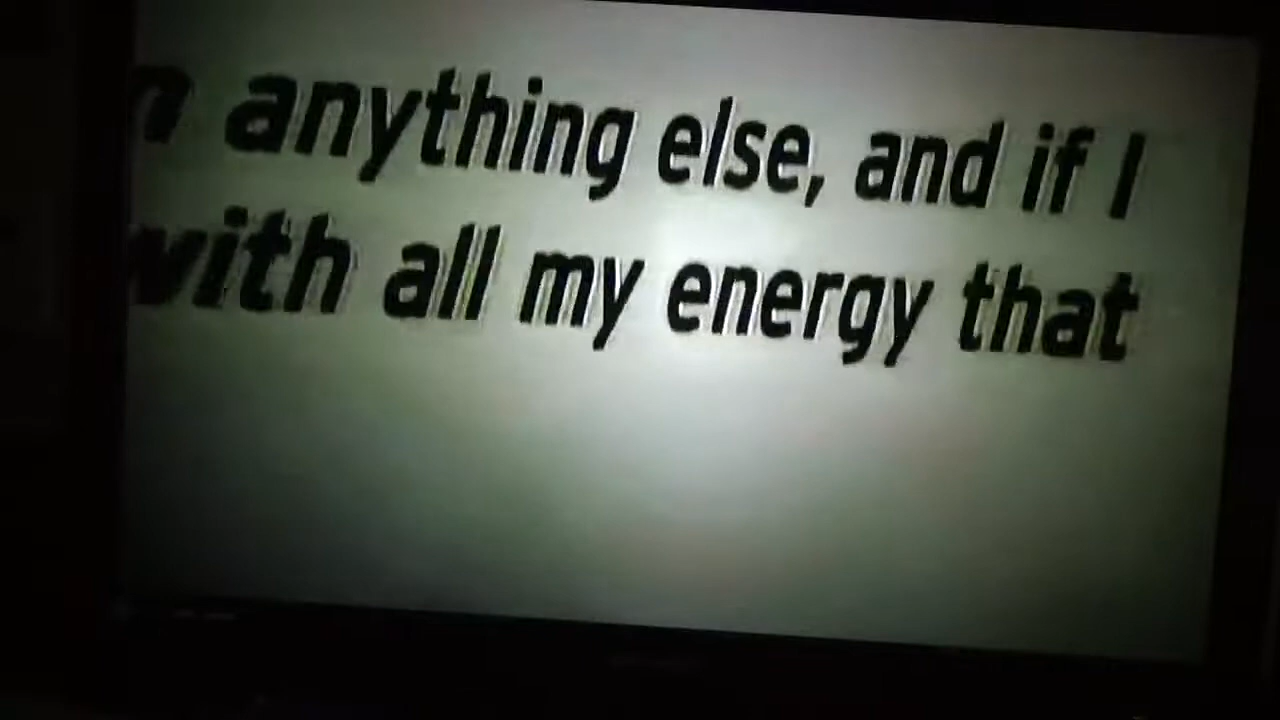 anything else, and if I
with all my energy that